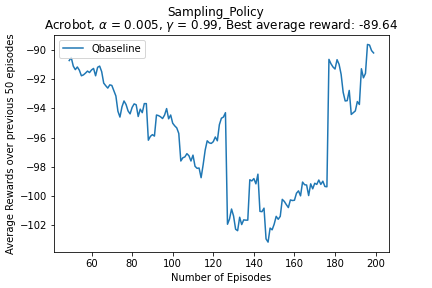 Sampling_Policy
Acrobot, α = 0.005, γ = 0.99, Best average reward: -89.64
Qbaseline
Average Rewards over previous 50 episodes
−90
−92
−94
−96
−98
−100
−102
60 80 100 120 140 160 180 200
Number of Episodes